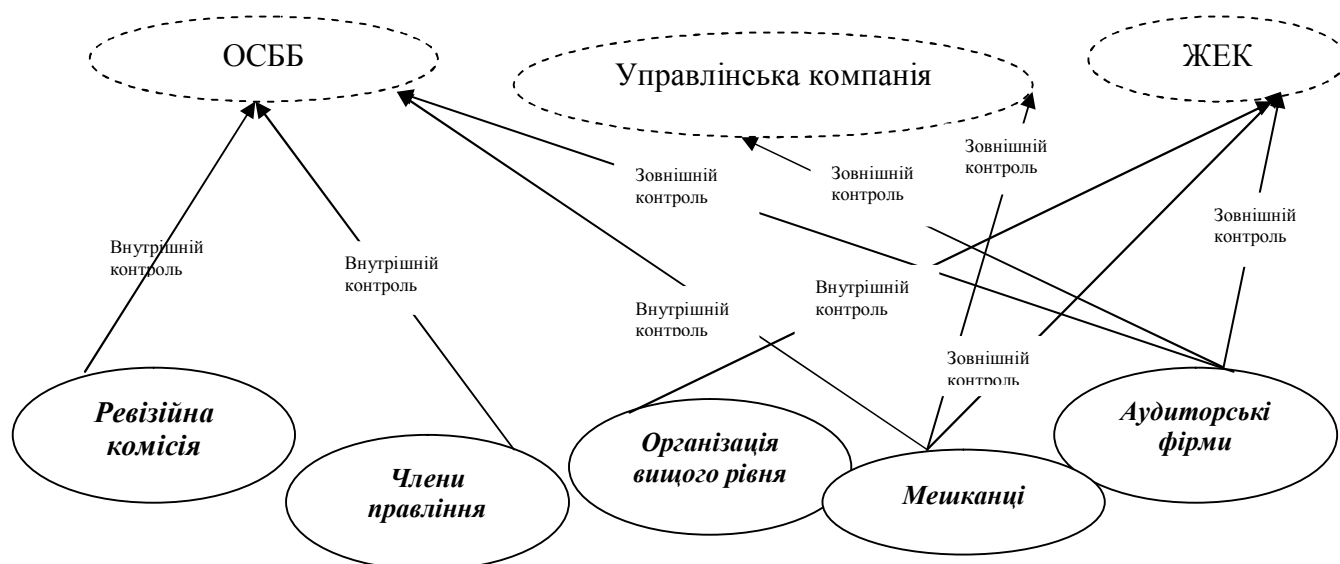 ОСББ
Управлінська компанія
ЖЕК
Зовнішній
контроль
Зовнішній
контроль
Зовнішній
контроль
Зовнішній
контроль
Внутрішній
контроль
Внутрішній
контроль
Внутрішній
контроль
Внутрішній
контроль
Зовнішній
контроль
Ревізійна
комісія
Члени
правління
Організація
вищого рівня
Мешканці
Аудиторські
фірми